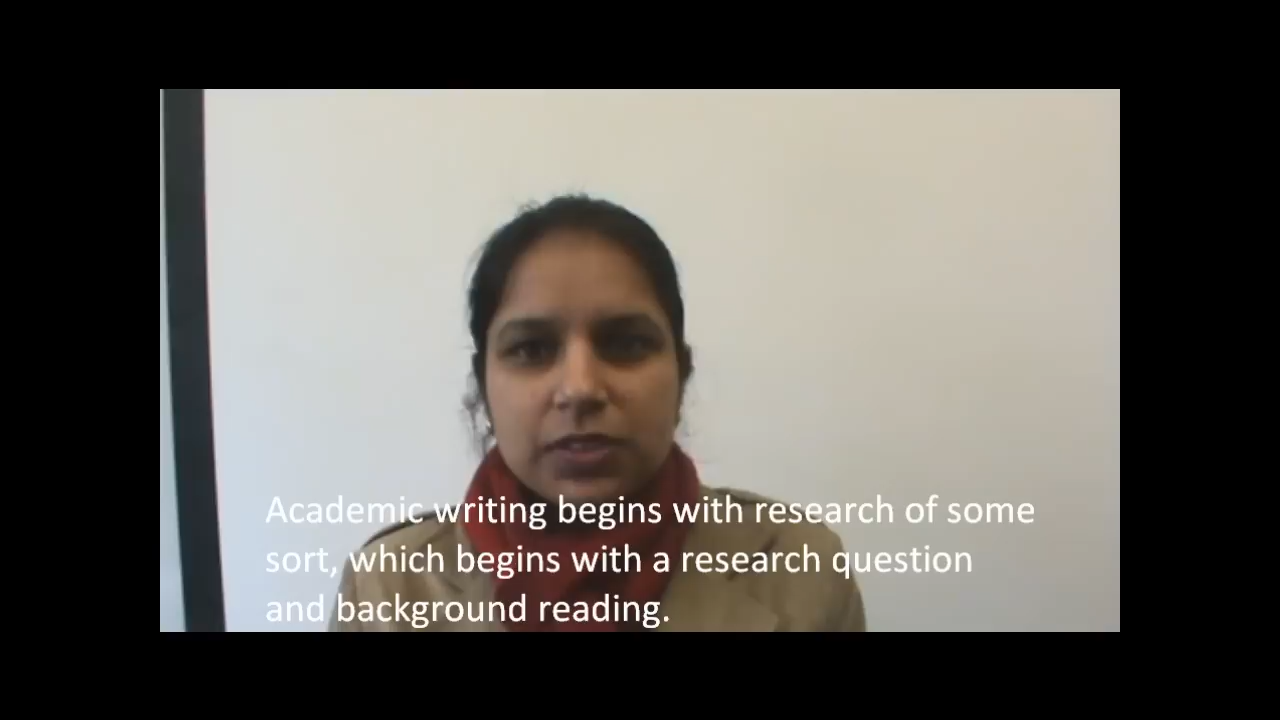 Academic writing begins with research of some
sort, which begins with a research question
and background reading.